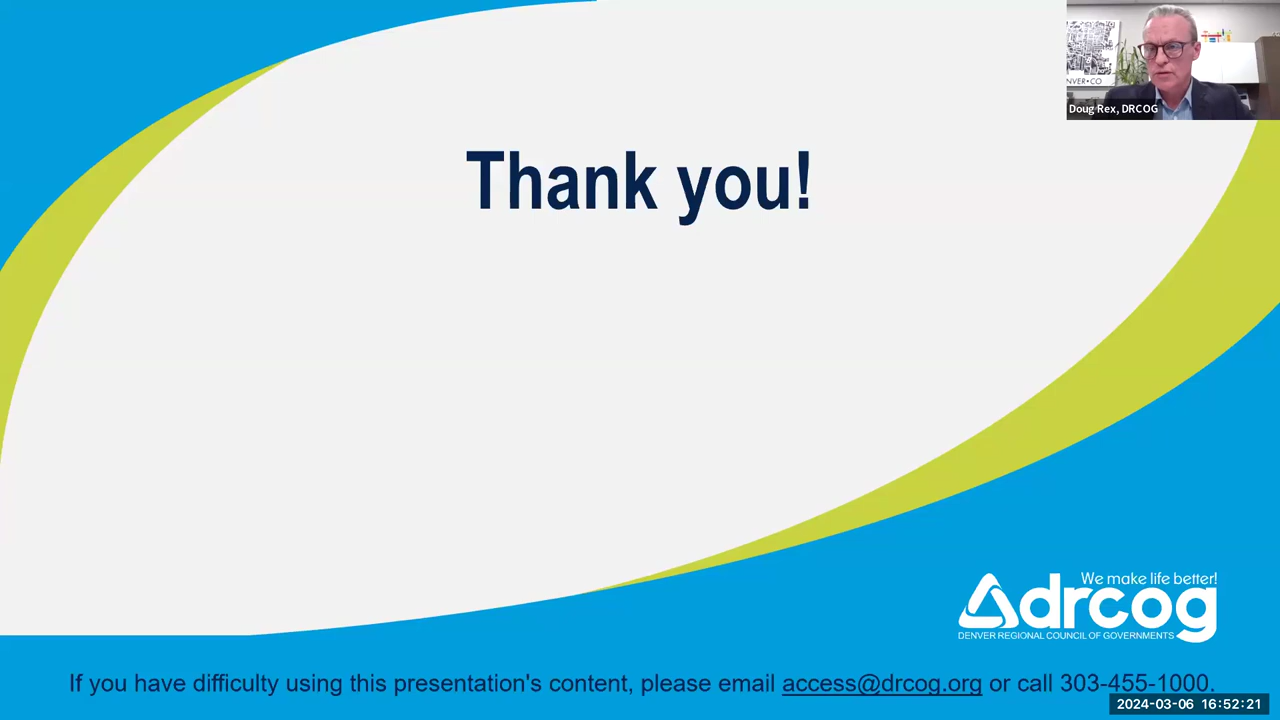 NVER•CO
Doug Rex, DRCOG
Thank you!
We make life better!
drcog
DENVER REGIONAL COUNCIL OF GOVERNMENTS
If you have difficulty using this presentation's content, please email access@drcog.org or call 303-455-1000.
2024-03-06 16:52:21